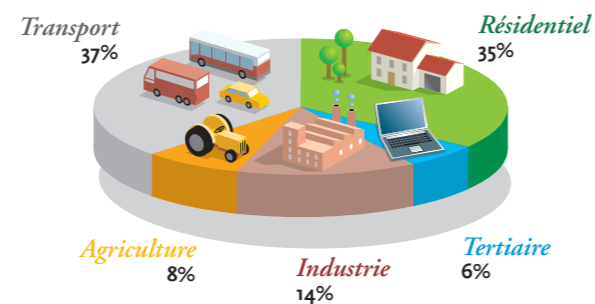 Transport
37%
Résidentiel
35%
Agriculture
8%
Industrie
14%
Tertiaire
6%